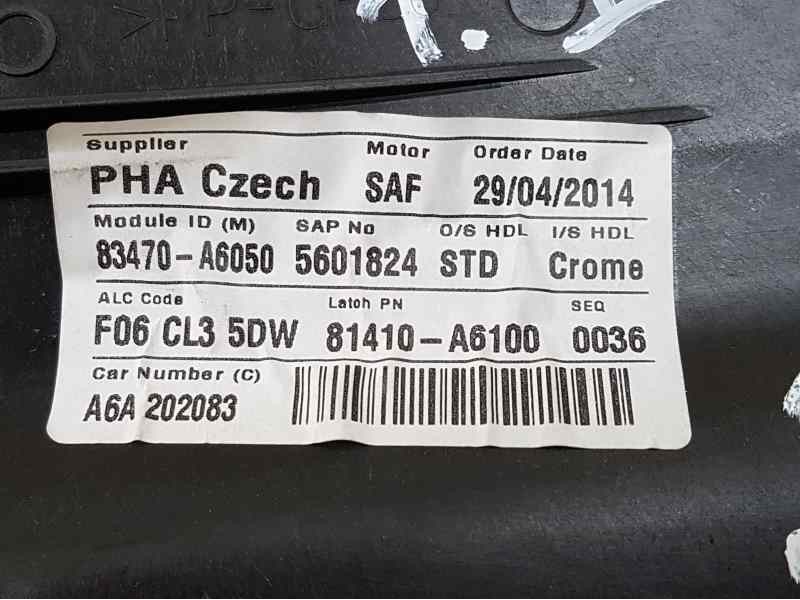 Supplier Motor Order Date
PHA Czech SAF 29/04/2014
Module ID (M) SAP No O/S HDL I/S HDL
83470-A6050 5601824 STD Crome
ALC Code Latch PN SEQ
F06 CL3 5DW 81410-A6100 0036
Car Number (C)
A6A 202083